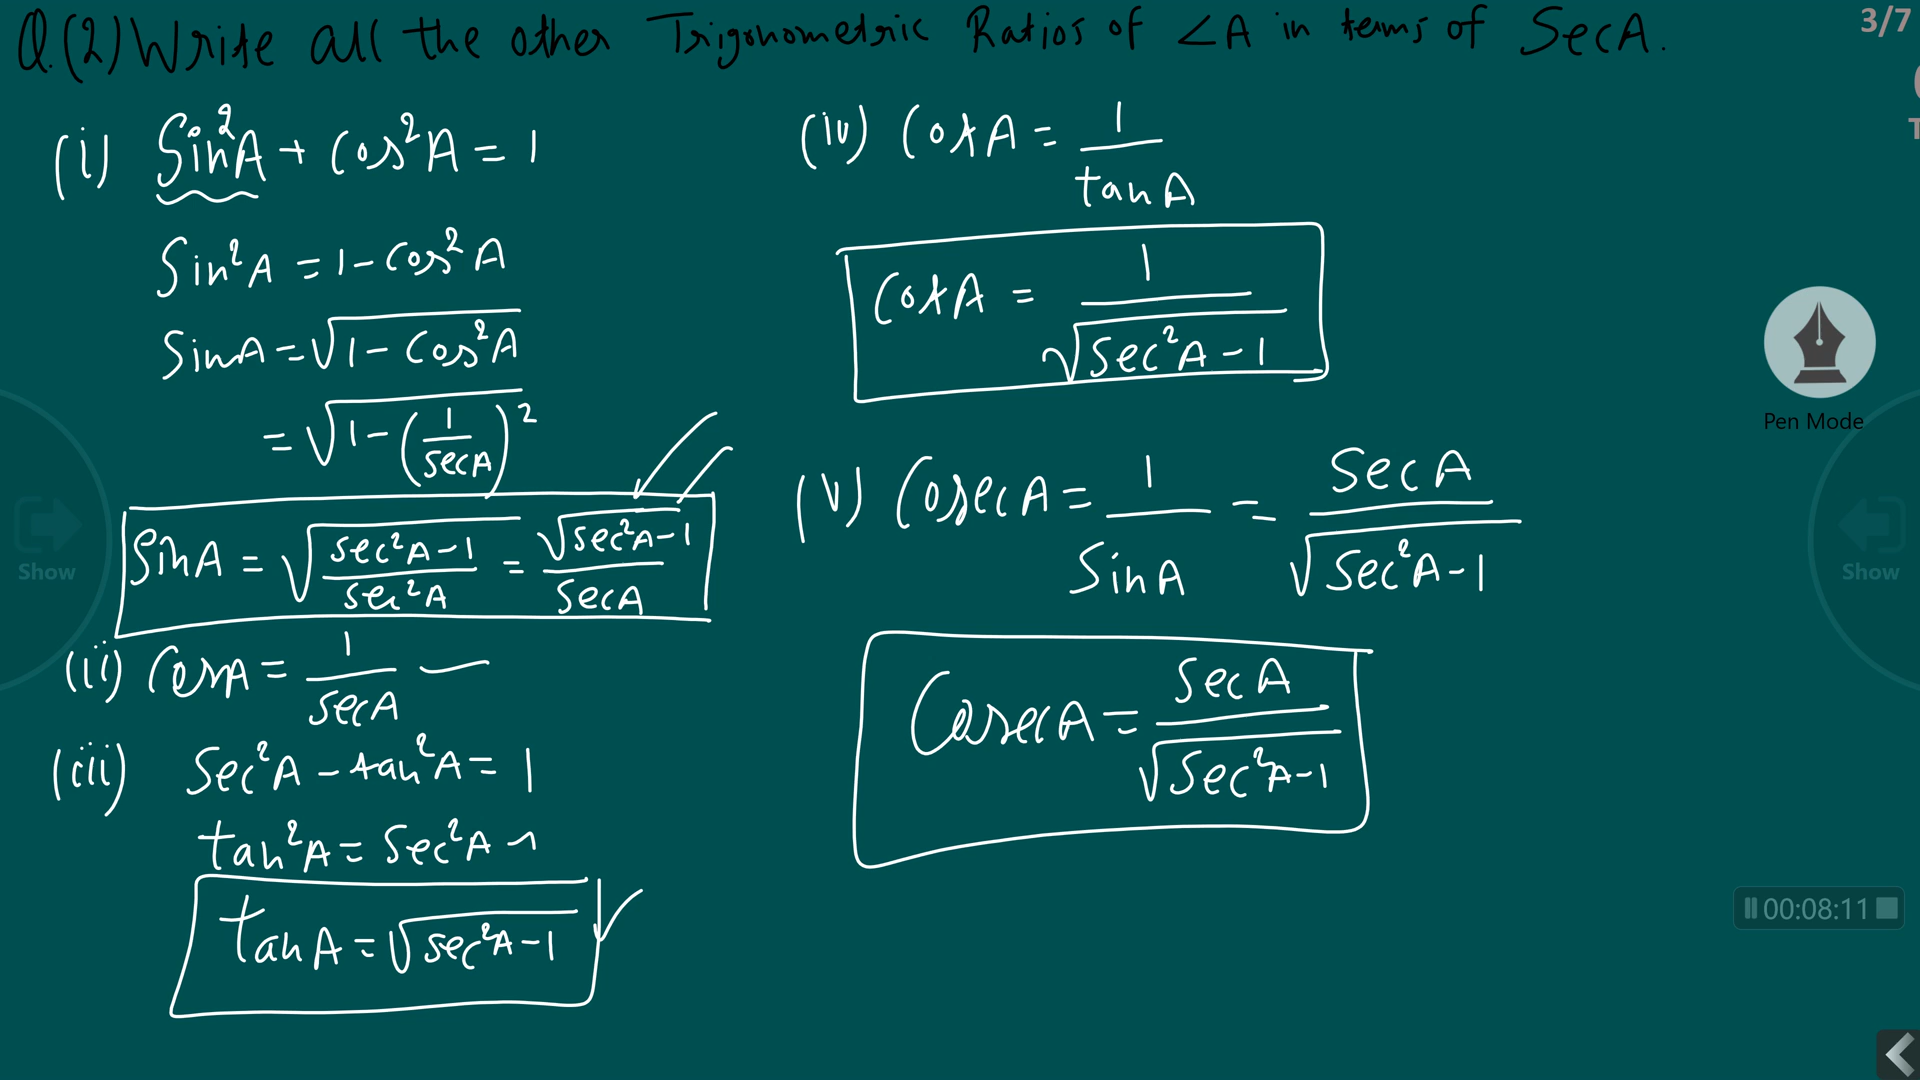 Q.(2) Write all the other Trigonometric Ratios of ∠A in terms of SecA.
3/7
(i) Sin²A + Cos²A = 1
Sin²A = 1 - Cos²A
SinA = √(1 - Cos²A)
= √(1 - (1/secA)²)
SinA = √((sec²A - 1)/(sec²A)) = √(sec²A - 1)/secA
(ii) CosA = 1/secA
(iii) Sec²A - tan²A = 1
tan²A = Sec²A - 1
tanA = √(sec²A - 1)
(iv) CotA = 1/tanA
CotA = 1/√(Sec²A - 1)
(v) CosecA = 1/SinA = SecA/√(Sec²A - 1)
CosecA = SecA/√(Sec²A - 1)
Pen Mode
Show
Show
00:08:11